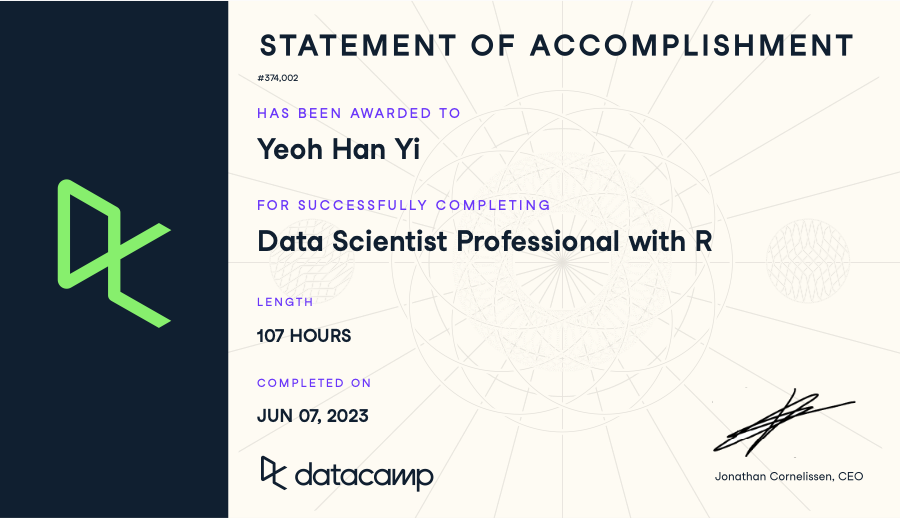 STATEMENT OF ACCOMPLISHMENT
#374,002
HAS BEEN AWARDED TO
Yeoh Han Yi
FOR SUCCESSFULLY COMPLETING
Data Scientist Professional with R
LENGTH
107 HOURS
COMPLETED ON
JUN 07, 2023
datacamp
Jonathan Cornelissen, CEO